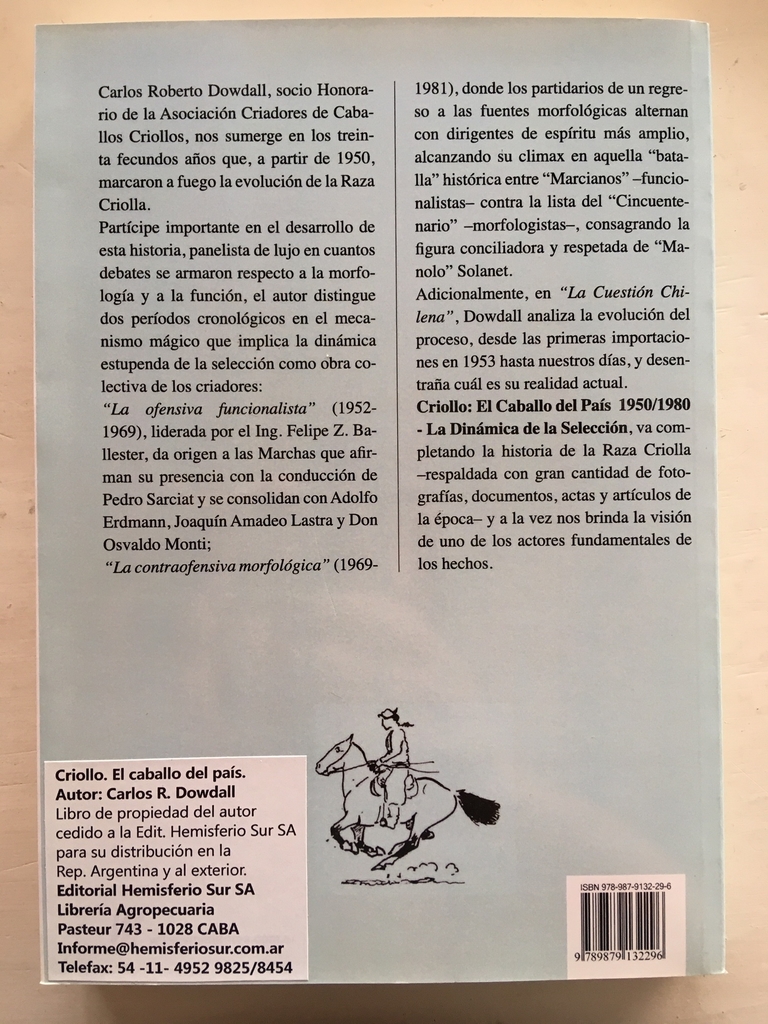 Carlos Roberto Dowdall, socio Honora-
rio de la Asociación Criadores de Caba-
llos Criollos, nos sumerge en los trein-
ta fecundos años que, a partir de 1950,
marcaron a fuego la evolución de la Raza
Criolla.
Partícipe importante en el desarrollo de
esta historia, panelista de lujo en cuantos
debates se armaron respecto a la morfo-
logía y a la función, el autor distingue
dos períodos cronológicos en el meca-
nismo mágico que implica la dinámica
estupenda de la selección como obra co-
lectiva de los criadores:
“La ofensiva funcionalista” (1952-
1969), liderada por el Ing. Felipe Z. Ba-
llester, da origen a las Marchas que afir-
man su presencia con la conducción de
Pedro Sarciat y se consolidan con Adolfo
Erdmann, Joaquín Amadeo Lastra y Don
Osvaldo Monti;
“La contraofensiva morfológica” (1969-
1981), donde los partidarios de un regre-
so a las fuentes morfológicas alternan
con dirigentes de espíritu más amplio,
alcanzando su climax en aquella “bata-
lla” histórica entre “Marcianos” –funcio-
nalistas– contra la lista del “Cincuente-
nario” –morfologistas–, consagrando la
figura conciliadora y respetada de “Ma-
nolo” Solanet.
Adicionalmente, en “La Cuestión Chi-
lena”, Dowdall analiza la evolución del
proceso, desde las primeras importacio-
nes en 1953 hasta nuestros días, y desen-
traña cuál es su realidad actual.
Criollo: El Caballo del País 1950/1980
- La Dinámica de la Selección, va com-
pletando la historia de la Raza Criolla
–respaldada con gran cantidad de foto-
grafías, documentos, actas y artículos de
la época– y a la vez nos brinda la visión
de uno de los actores fundamentales de
los hechos.
Criollo. El caballo del país.
Autor: Carlos R. Dowdall
Libro de propiedad del autor
cedido a la Edit. Hemisferio Sur SA
para su distribución en la
Rep. Argentina y al exterior.
Editorial Hemisferio Sur SA
Librería Agropecuaria
Pasteur 743 - 1028 CABA
Informe@hemisferiosur.com.ar
Telefax: 54 -11- 4952 9825/8454
ISBN 978-987-9132-29-6
9 789879 132296